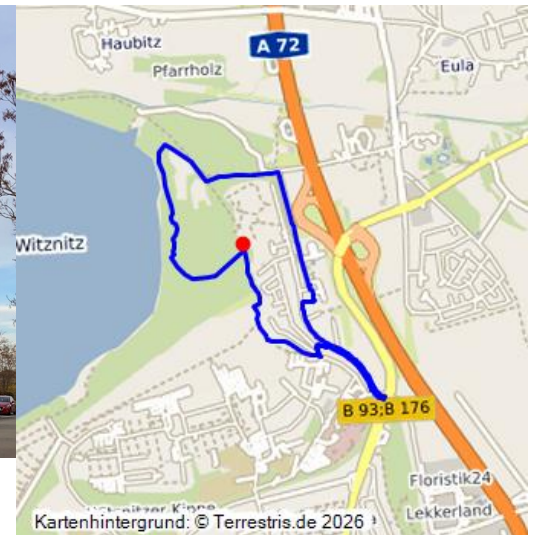 Haubitz
A 72
Pfarrholz
Eula
Witznitz
B 93;B 176
Floristik24
Lekkerland
Kartenhintergrund: © Terrestris.de 2026